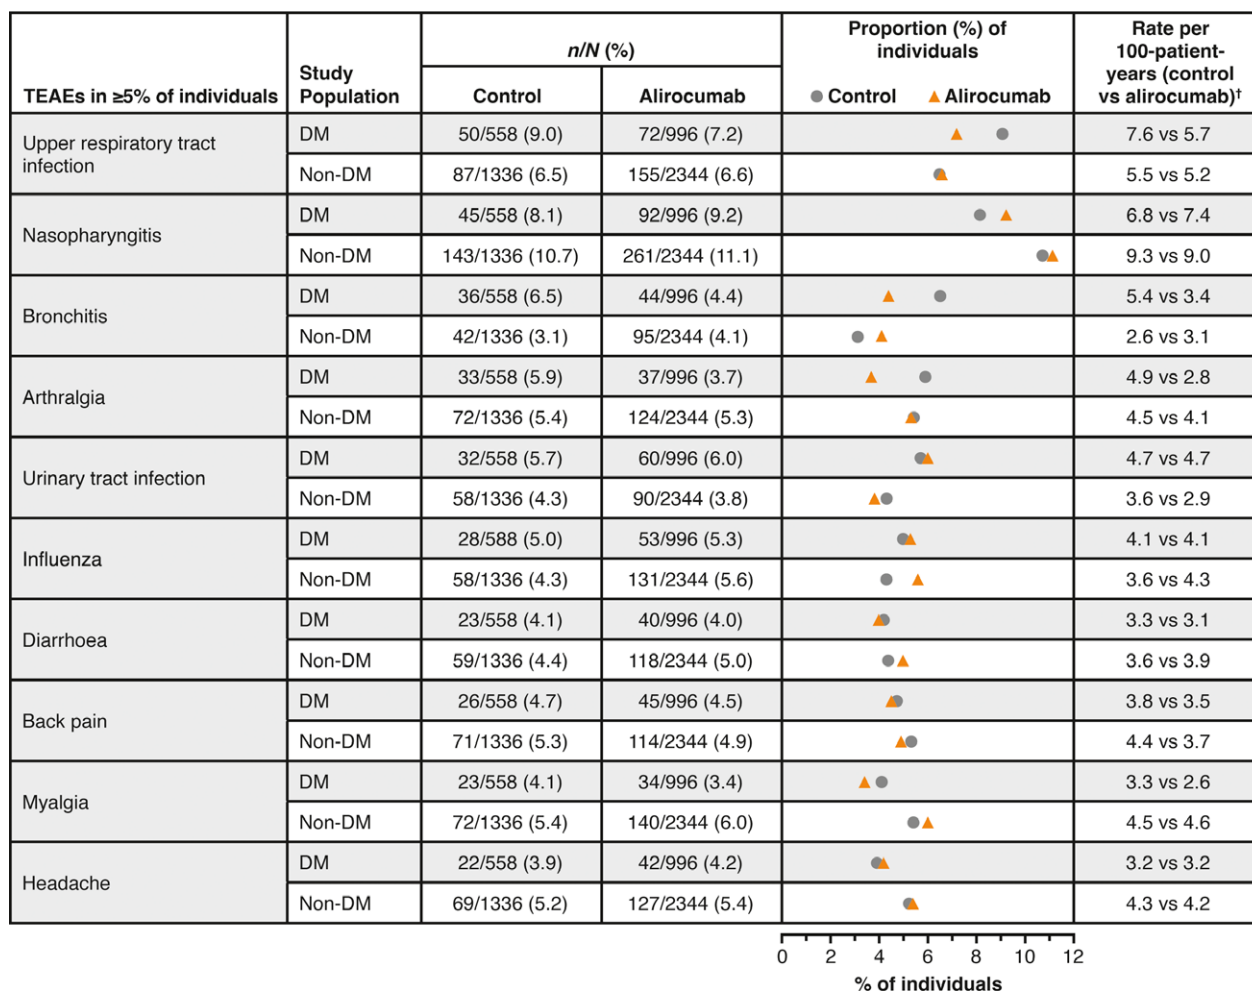 TEAEs in ≥5% of individuals
Study
Population
n/N (%)
Control
Alirocumab
Proportion (%) of
individuals
Control Alirocumab
Rate per
100-patient-
years (control
vs alirocumab)†
Upper respiratory tract
infection
DM 50/558 (9.0) 72/996 (7.2) 7.6 vs 5.7
Non-DM 87/1336 (6.5) 155/2344 (6.6) 5.5 vs 5.2
Nasopharyngitis
DM 45/558 (8.1) 92/996 (9.2) 6.8 vs 7.4
Non-DM 143/1336 (10.7) 261/2344 (11.1) 9.3 vs 9.0
Bronchitis
DM 36/558 (6.5) 44/996 (4.4) 5.4 vs 3.4
Non-DM 42/1336 (3.1) 95/2344 (4.1) 2.6 vs 3.1
Arthralgia
DM 33/558 (5.9) 37/996 (3.7) 4.9 vs 2.8
Non-DM 72/1336 (5.4) 124/2344 (5.3) 4.5 vs 4.1
Urinary tract infection
DM 32/558 (5.7) 60/996 (6.0) 4.7 vs 4.7
Non-DM 58/1336 (4.3) 90/2344 (3.8) 3.6 vs 2.9
Influenza
DM 28/588 (5.0) 53/996 (5.3) 4.1 vs 4.1
Non-DM 58/1336 (4.3) 131/2344 (5.6) 3.6 vs 4.3
Diarrhoea
DM 23/558 (4.1) 40/996 (4.0) 3.3 vs 3.1
Non-DM 59/1336 (4.4) 118/2344 (5.0) 3.6 vs 3.9
Back pain
DM 26/558 (4.7) 45/996 (4.5) 3.8 vs 3.5
Non-DM 71/1336 (5.3) 114/2344 (4.9) 4.4 vs 3.7
Myalgia
DM 23/558 (4.1) 34/996 (3.4) 3.3 vs 2.6
Non-DM 72/1336 (5.4) 140/2344 (6.0) 4.5 vs 4.6
Headache
DM 22/558 (3.9) 42/996 (4.2) 3.2 vs 3.2
Non-DM 69/1336 (5.2) 127/2344 (5.4) 4.3 vs 4.2
0 2 4 6 8 10 12
% of individuals